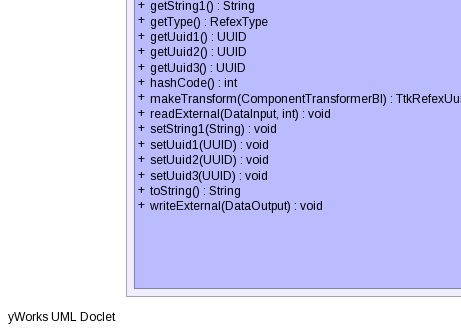 + getString1() : String
+ getType() : RefexType
+ getUuid1() : UUID
+ getUuid2() : UUID
+ getUuid3() : UUID
+ hashCode() : int
+ makeTransform(ComponentTransformerBI) : TtkRefexUu
+ readExternal(DataInput, int) : void
+ setString1(String) : void
+ setUuid1(UUID) : void
+ setUuid2(UUID) : void
+ setUuid3(UUID) : void
+ toString() : String
+ writeExternal(DataOutput) : void
yWorks UML Doclet